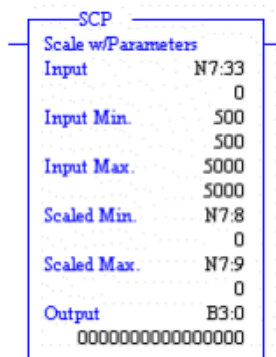 SCP
Scale w/Parameters
Input N7:33
0
Input Min. 500
500
Input Max. 5000
5000
Scaled Min. N7:8
0
Scaled Max. N7:9
0
Output B3:0
0000000000000000